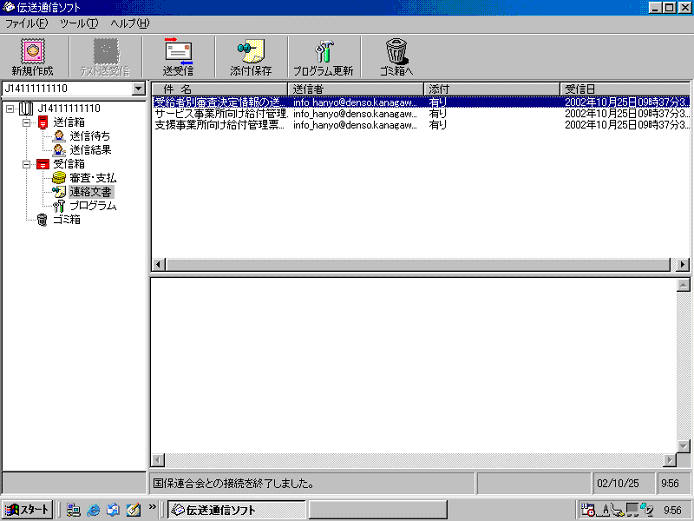 伝送通信ソフト
ファイル(F) ツール(T) ヘルプ(H)
新規作成 テスト送受信 送受信 添付保存 プログラム更新 ゴミ箱へ
J14111111110
件 名 送信者 添付 受信日
受給者別審査決定情報の送... info_hanyo@denso.kanagaw... 有り 2002年10月25日09時37分3...
サービス事業所向け給付管理... info_hanyo@denso.kanagaw... 有り 2002年10月25日09時37分3...
支援事業所向け給付管理票... info_hanyo@denso.kanagaw... 有り 2002年10月25日09時37分3...
J14111111110
送信箱
送信待ち
送信結果
受信箱
審査・支払
連絡文書
プログラム
ゴミ箱
国保連合会との接続を終了しました。 02/10/25 9:56
スタート 伝送通信ソフト 9:56